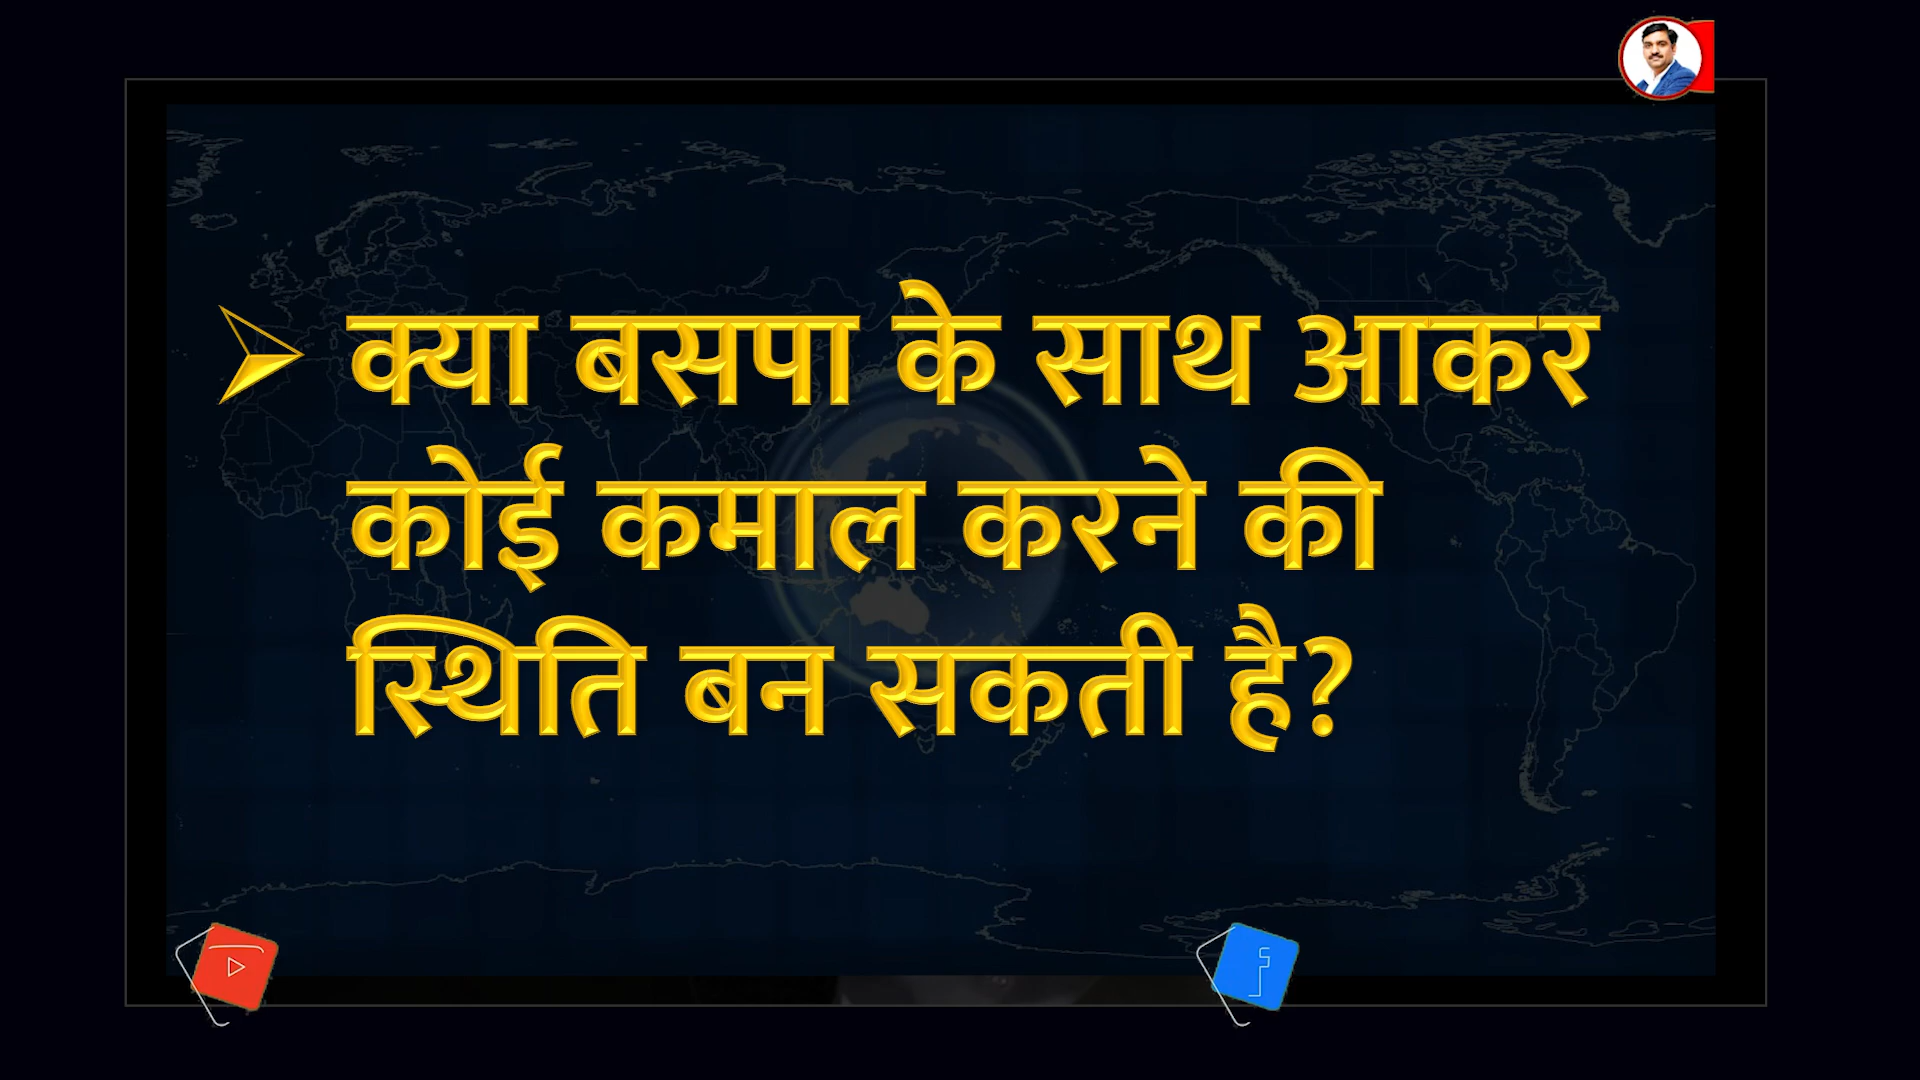 क्या बसपा के साथ आकर
कोई कमाल करने की
स्थिति बन सकती है?